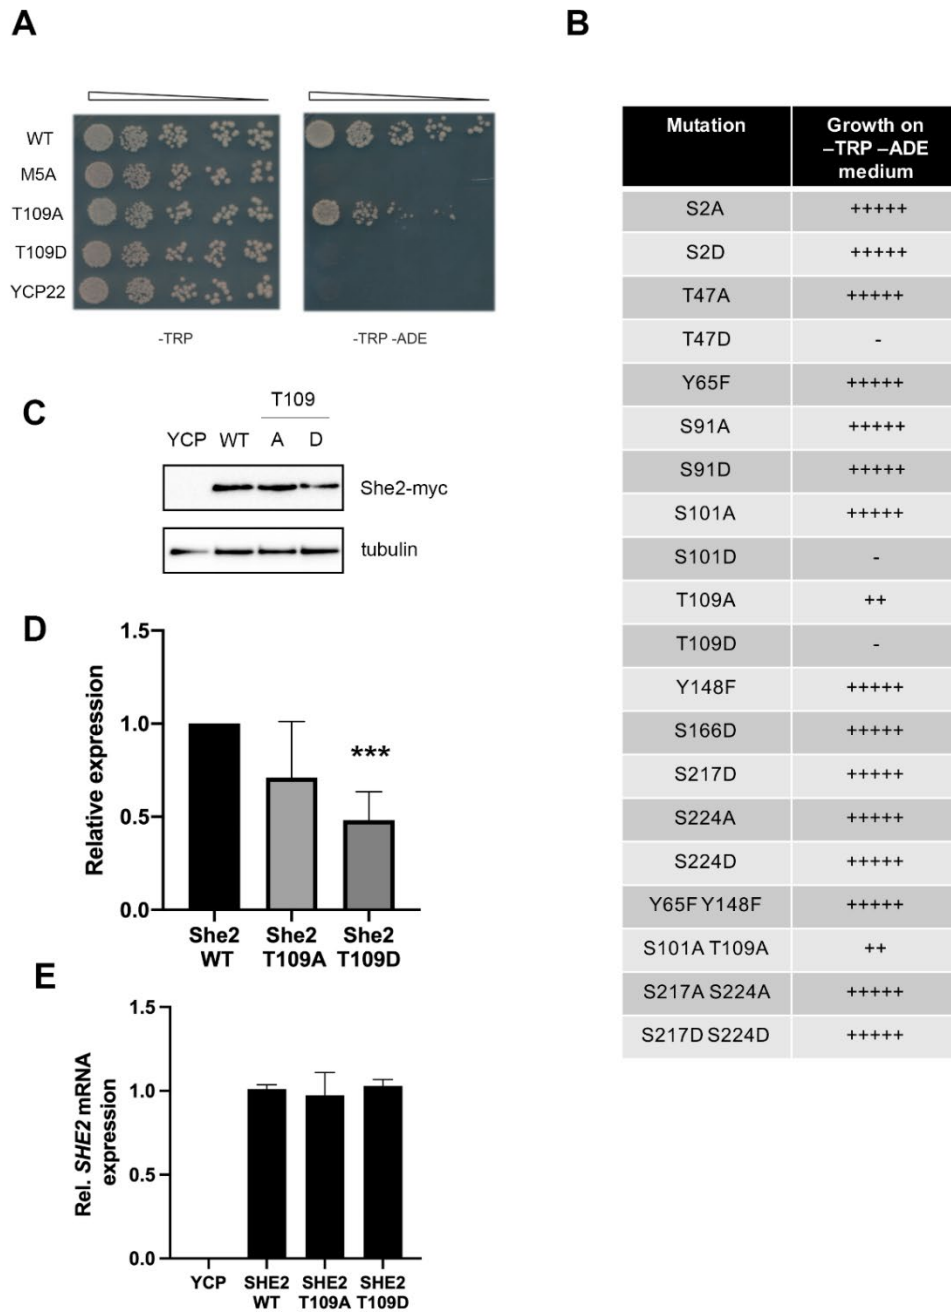 A
WT
M5A
T109A
T109D
YCP22
-TRP
-TRP -ADE
B
Mutation
Growth on
–TRP –ADE
medium
S2A +++++
S2D +++++
T47A +++++
T47D -
Y65F +++++
S91A +++++
S91D +++++
S101A +++++
S101D -
T109A ++
T109D -
Y148F +++++
S166D +++++
S217D +++++
S224A +++++
S224D +++++
Y65F Y148F +++++
S101A T109A ++
S217A S224A +++++
S217D S224D +++++
C
T109
YCP WT A D
She2-myc
tubulin
D
Relative expression
1.5
1.0
0.5
0.0
***
She2 She2 She2
WT T109A T109D
E
Rel. SHE2 mRNA
expression
1.5
1.0
0.5
0.0
YCP SHE2 SHE2 SHE2
WT T109A T109D